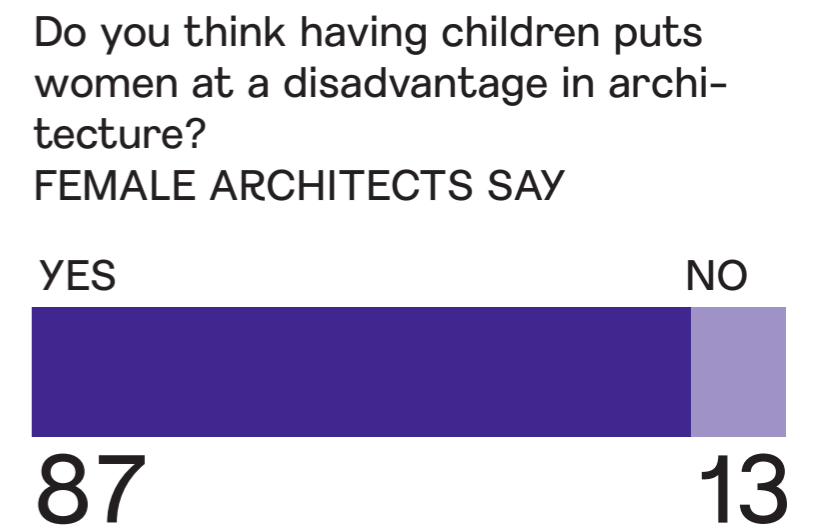 Do you think having children puts
women at a disadvantage in archi-
tecture?
FEMALE ARCHITECTS SAY
YES NO
87 13